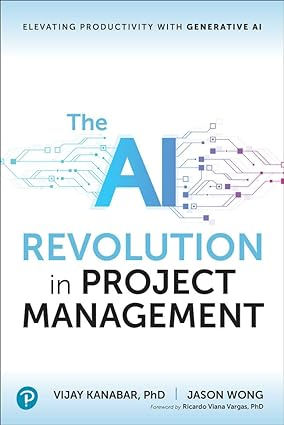 ELEVATING PRODUCTIVITY WITH GENERATIVE AI
The
AI
REVOLUTION
in PROJECT
MANAGEMENT
P
VIJAY KANABAR, PhD | JASON WONG
Foreword by Ricardo Viana Vargas, PhD